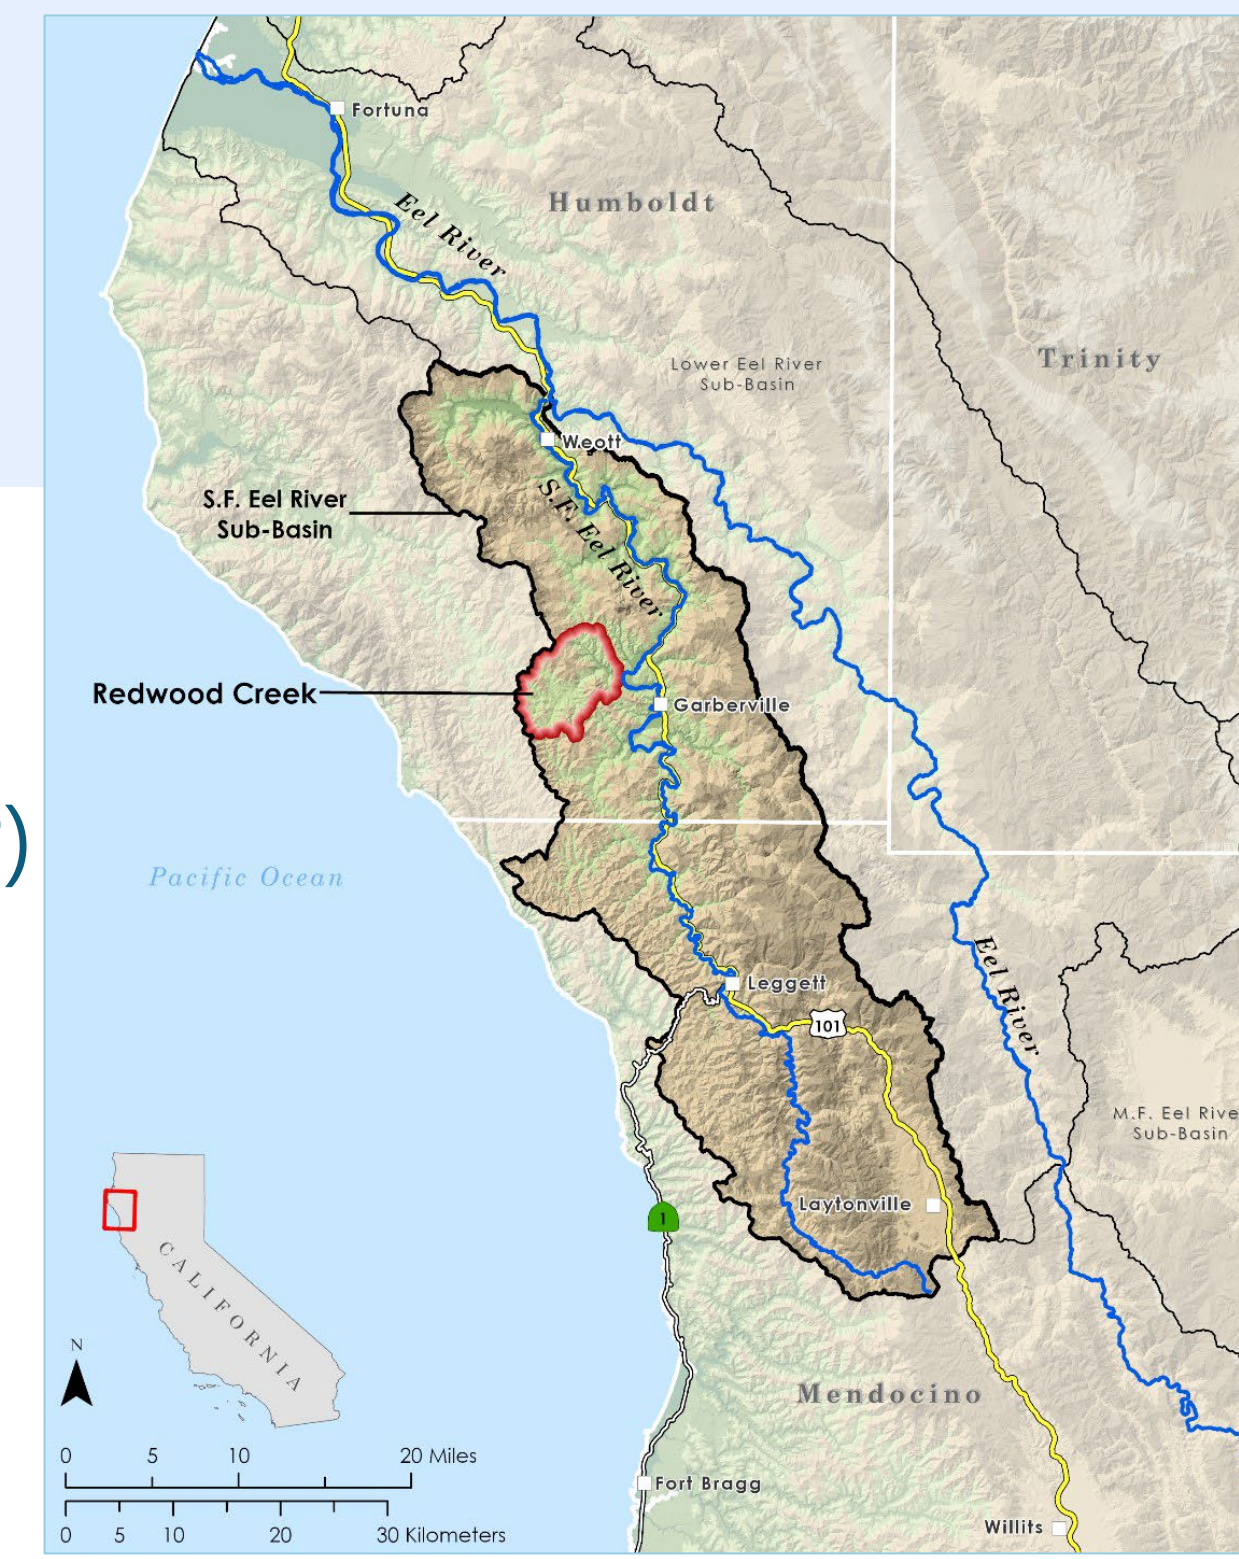 Fortuna
Eel River
Humboldt
Trinity
Lower Eel River
Sub-Basin
Weott
S.F. Eel River
Sub-Basin
S.F. Eel River
Redwood Creek
Garberville
)
Pacific Ocean
Eel River
Leggett
101
M.F. Eel Rive
Sub-Basin
Laytonville
1
CALIFORNIA
N
Mendocino
0 5 10 20 Miles
Fort Bragg
0 5 10 20 30 Kilometers
Willits